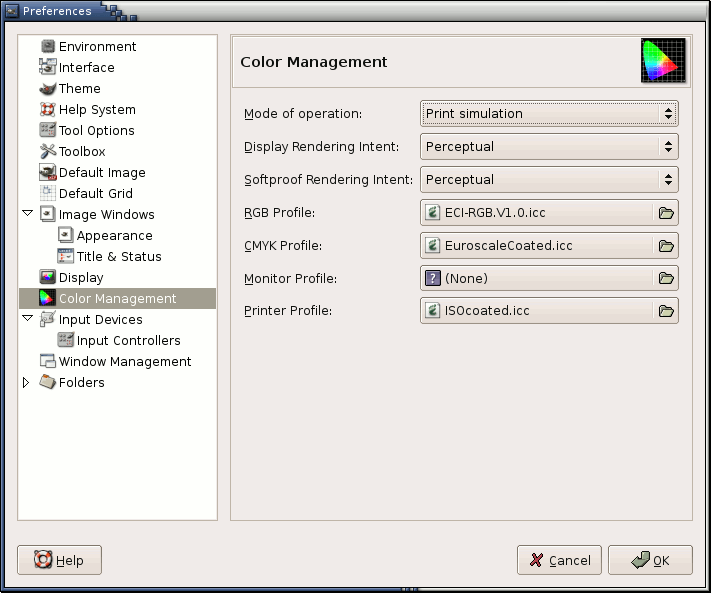 Preferences
Environment
Interface
Theme
Help System
Tool Options
Toolbox
Default Image
Default Grid
Image Windows
Appearance
Title & Status
Display
Color Management
Input Devices
Input Controllers
Window Management
Folders
Color Management
Mode of operation: Print simulation
Display Rendering Intent: Perceptual
Softproof Rendering Intent: Perceptual
RGB Profile: ECI-RGB.V1.0.icc
CMYK Profile: EuroscaleCoated.icc
Monitor Profile: ? (None)
Printer Profile: ISOcoated.icc
Help Cancel OK